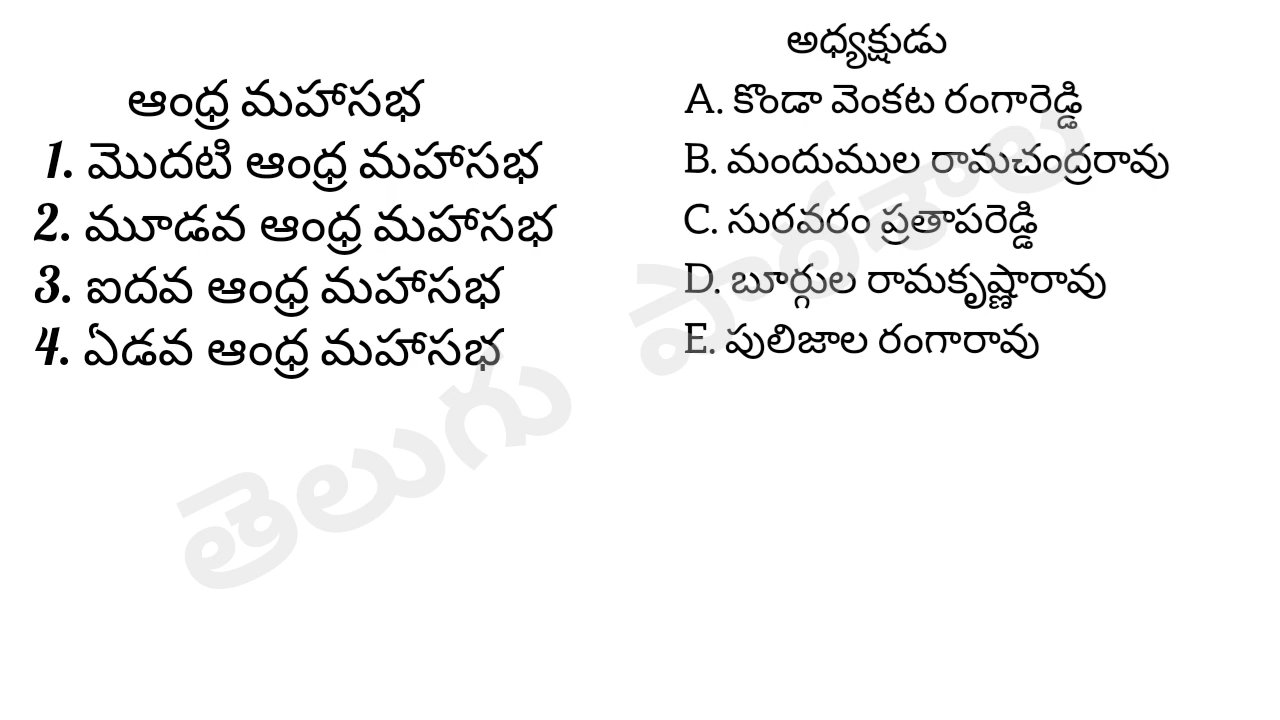 ఆంధ్ర మహాసభ
1. మొదటి ఆంధ్ర మహాసభ
2. మూడవ ఆంధ్ర మహాసభ
3. ఐదవ ఆంధ్ర మహాసభ
4. ఏడవ ఆంధ్ర మహాసభ
అధ్యక్షుడు
A. కొండా వెంకట రంగారెడ్డి
B. మందుముల రామచంద్రరావు
C. సురవరం ప్రతాపరెడ్డి
D. బూర్గుల రామకృష్ణారావు
E. పులిజాల రంగారావు
తెలుగు పాఠశాల